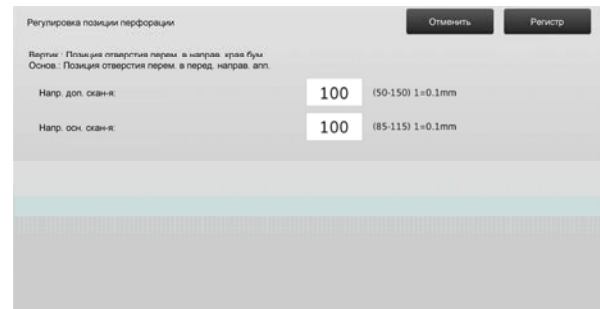 Регулировка позиции перфорации
Отменить
Регистр
Вертик.: Позиция отверстия перем. в направ. края бум
Основ.: Позиция отверстия перем. в перед. направ. апп.
Напр. доп. скан-я: 100 (50-150) 1=0.1mm
Напр. осн. скан-я: 100 (85-115) 1=0.1mm